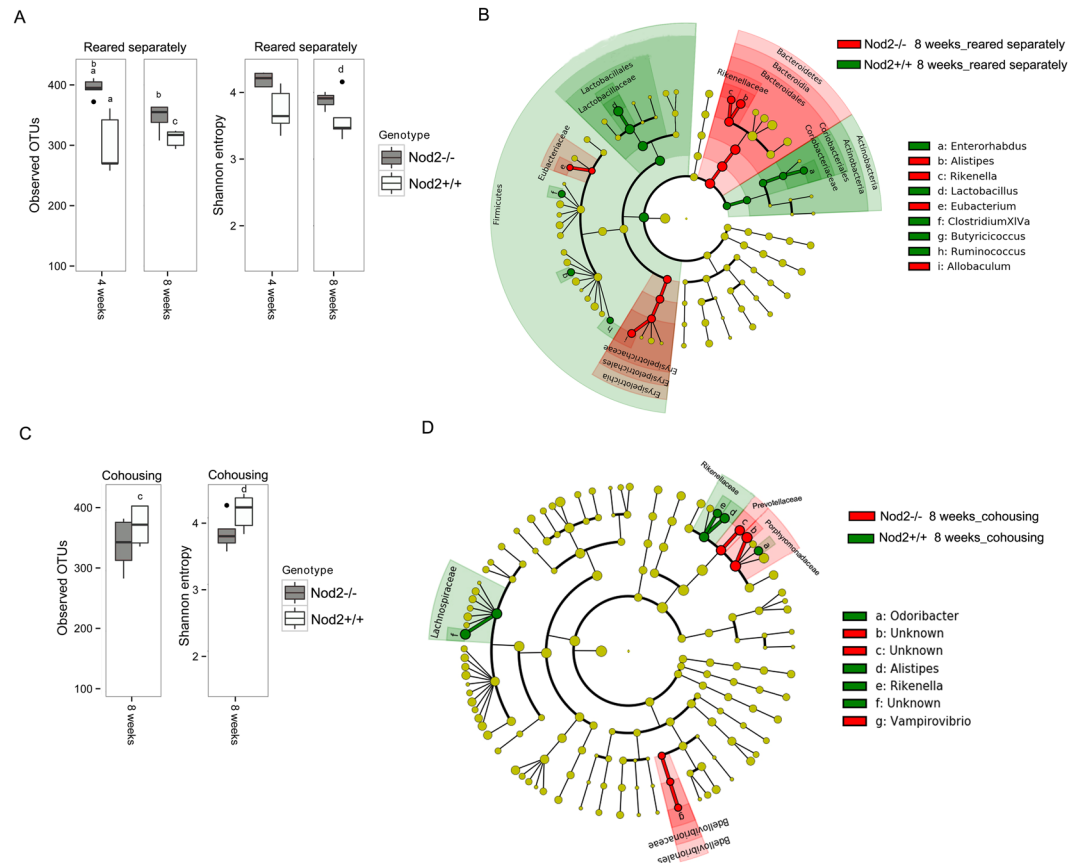 A
Reared separately
Reared separately
Observed OTUs
400
300
200
100
b
a
a
b
c
4 weeks
8 weeks
Shannon entropy
4
3
2
d
4 weeks
8 weeks
Genotype
Nod2-/-
Nod2+/+
B
Nod2-/- 8 weeks_reared separately
Nod2+/+ 8 weeks_reared separately
Bacteroidetes
Bacteroidia
Bacteroidales
Rikenellaceae
Actinobacteria
Actinobacteria
Coriobacteriales
Coriobacteriaceae
Lactobacillales
Lactobacillaceae
Eubacteriaceae
Firmicutes
Erysipelotrichaceae
Erysipelotrichales
Erysipelotrichia
c
b
a
d
e
f
g
h
i
a: Enterorhabdus
b: Alistipes
c: Rikenella
d: Lactobacillus
e: Eubacterium
f: ClostridiumXIVa
g: Butyricicoccus
h: Ruminococcus
i: Allobaculum
C
Cohousing
Cohousing
Observed OTUs
400
300
200
100
c
8 weeks
Shannon entropy
4
3
2
d
8 weeks
Genotype
Nod2-/-
Nod2+/+
D
Nod2-/- 8 weeks_cohousing
Nod2+/+ 8 weeks_cohousing
Rikenellaceae
Prevotellaceae
Porphyromonadaceae
Lachnospiraceae
Bdellovibrionaceae
Bdellovibrionales
e
d
c
b
a
f
g
a: Odoribacter
b: Unknown
c: Unknown
d: Alistipes
e: Rikenella
f: Unknown
g: Vampirovibrio